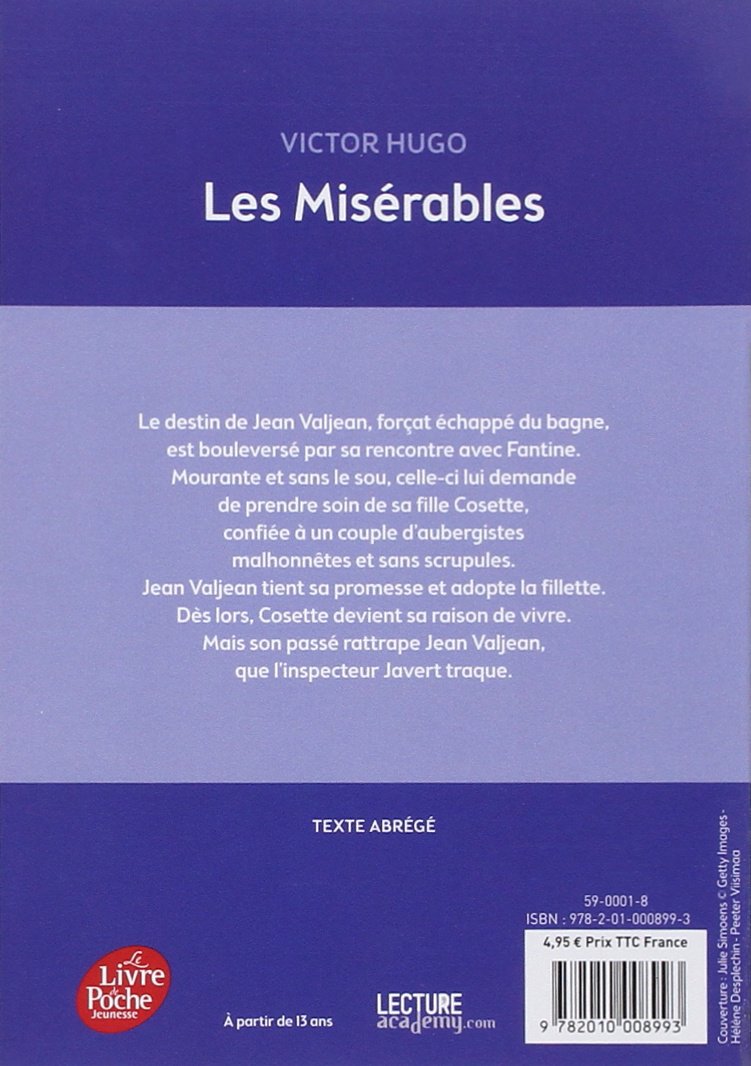 VICTOR HUGO
Les Misérables
Le destin de Jean Valjean, forçat échappé du bagne,
est bouleversé par sa rencontre avec Fantine.
Mourante et sans le sou, celle-ci lui demande
de prendre soin de sa fille Cosette,
confiée à un couple d'aubergistes
malhonnêtes et sans scrupules.
Jean Valjean tient sa promesse et adopte la fillette.
Dès lors, Cosette devient sa raison de vivre.
Mais son passé rattrape Jean Valjean,
que l'inspecteur Javert traque.
TEXTE ABRÉGÉ
59-0001-8
ISBN : 978-2-01-000899-3
4,95 € Prix TTC France
9 782010 008993
Le
Livre
de
Poche
Jeunesse
À partir de 13 ans
LECTURE
academy.com
Couverture : Julie Simoens © Getty Images -
Hélène Desplechin - Peeter Viisimaa